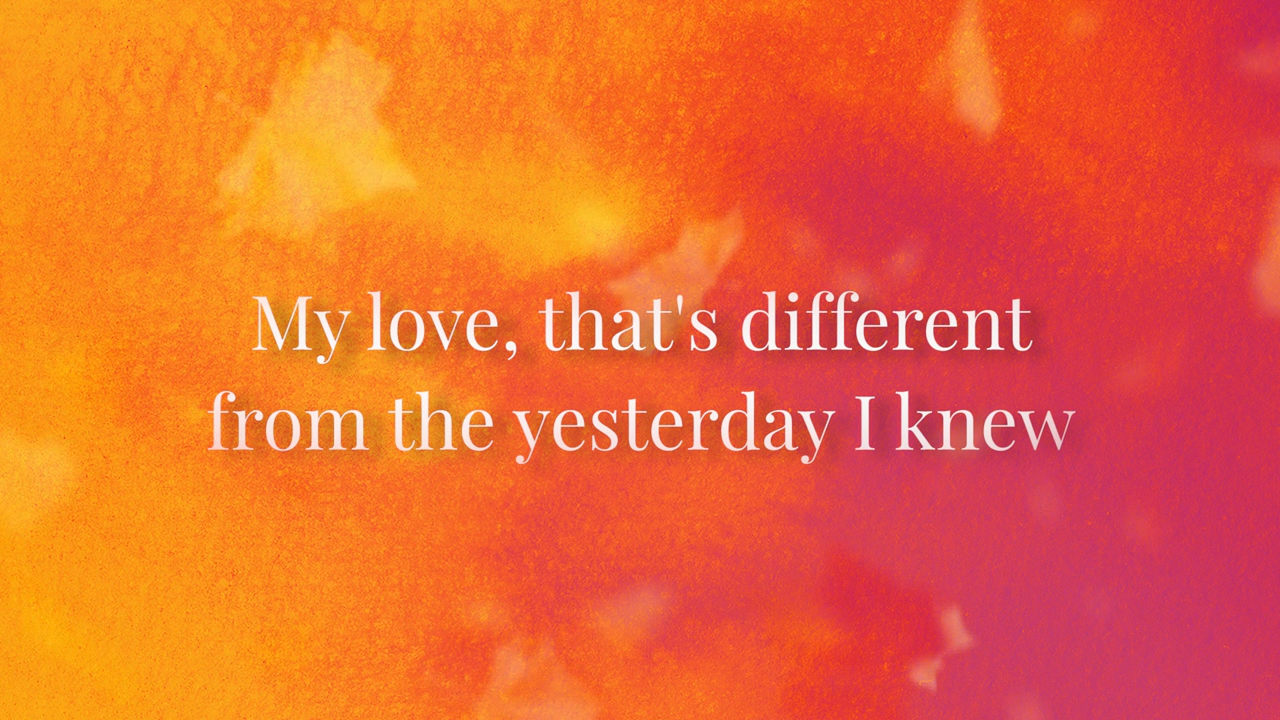 My love, that's different
from the yesterday I knew